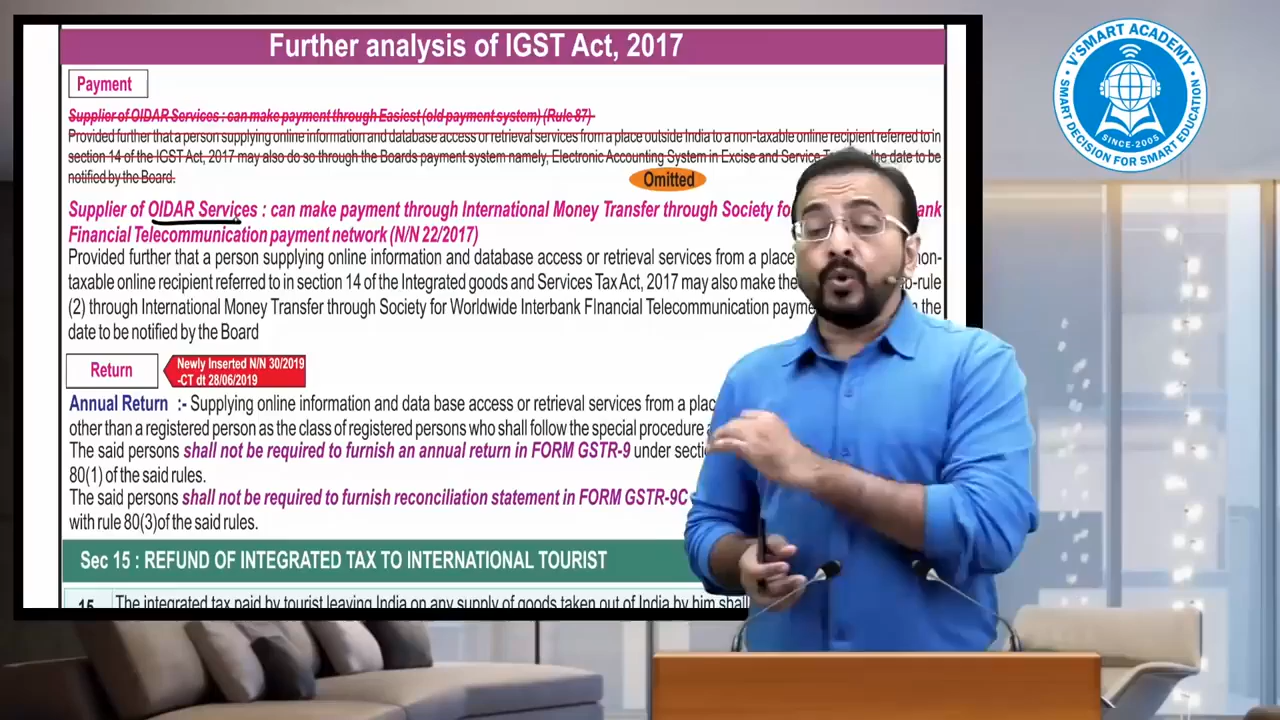 Further analysis of IGST Act, 2017
Payment
Supplier of OIDAR Services : can make payment through Easiest (old payment system) (Rule 87)
Provided further that a person supplying online information and database access or retrieval services from a place outside India to a non-taxable online recipient referred to in
section 14 of the IGST Act, 2017 may also do so through the Boards payment system namely, Electronic Accounting System in Excise and Service the date to be
notified by the Board.
Omitted
Supplier of OIDAR Services : can make payment through International Money Transfer through Society
Financial Telecommunication payment network (N/N 22/2017)
Provided further that a person supplying online information and database access or retrieval services from a place non-
taxable online recipient referred to in section 14 of the Integrated goods and Services Tax Act, 2017 may also make the -rule
(2) through International Money Transfer through Society for Worldwide Interbank FInancial Telecommunication the
date to be notified by the Board
Return
Newly Inserted N/N 30/2019
-CT dt 28/06/2019
Annual Return :- Supplying online information and data base access or retrieval services from a
other than a registered person as the class of registered persons who shall follow the special procedure
The said persons shall not be required to furnish an annual return in FORM GSTR-9 under
80(1) of the said rules.
The said persons shall not be required to furnish reconciliation statement in FORM GSTR-9C
with rule 80(3)of the said rules.
Sec 15 : REFUND OF INTEGRATED TAX TO INTERNATIONAL TOURIST
15 The integrated tax paid by tourist leaving India on any supply of goods taken out of India by him shall
V'SMART ACADEMY
SINCE-2005
SMART DECISION FOR SMART EDUCATION